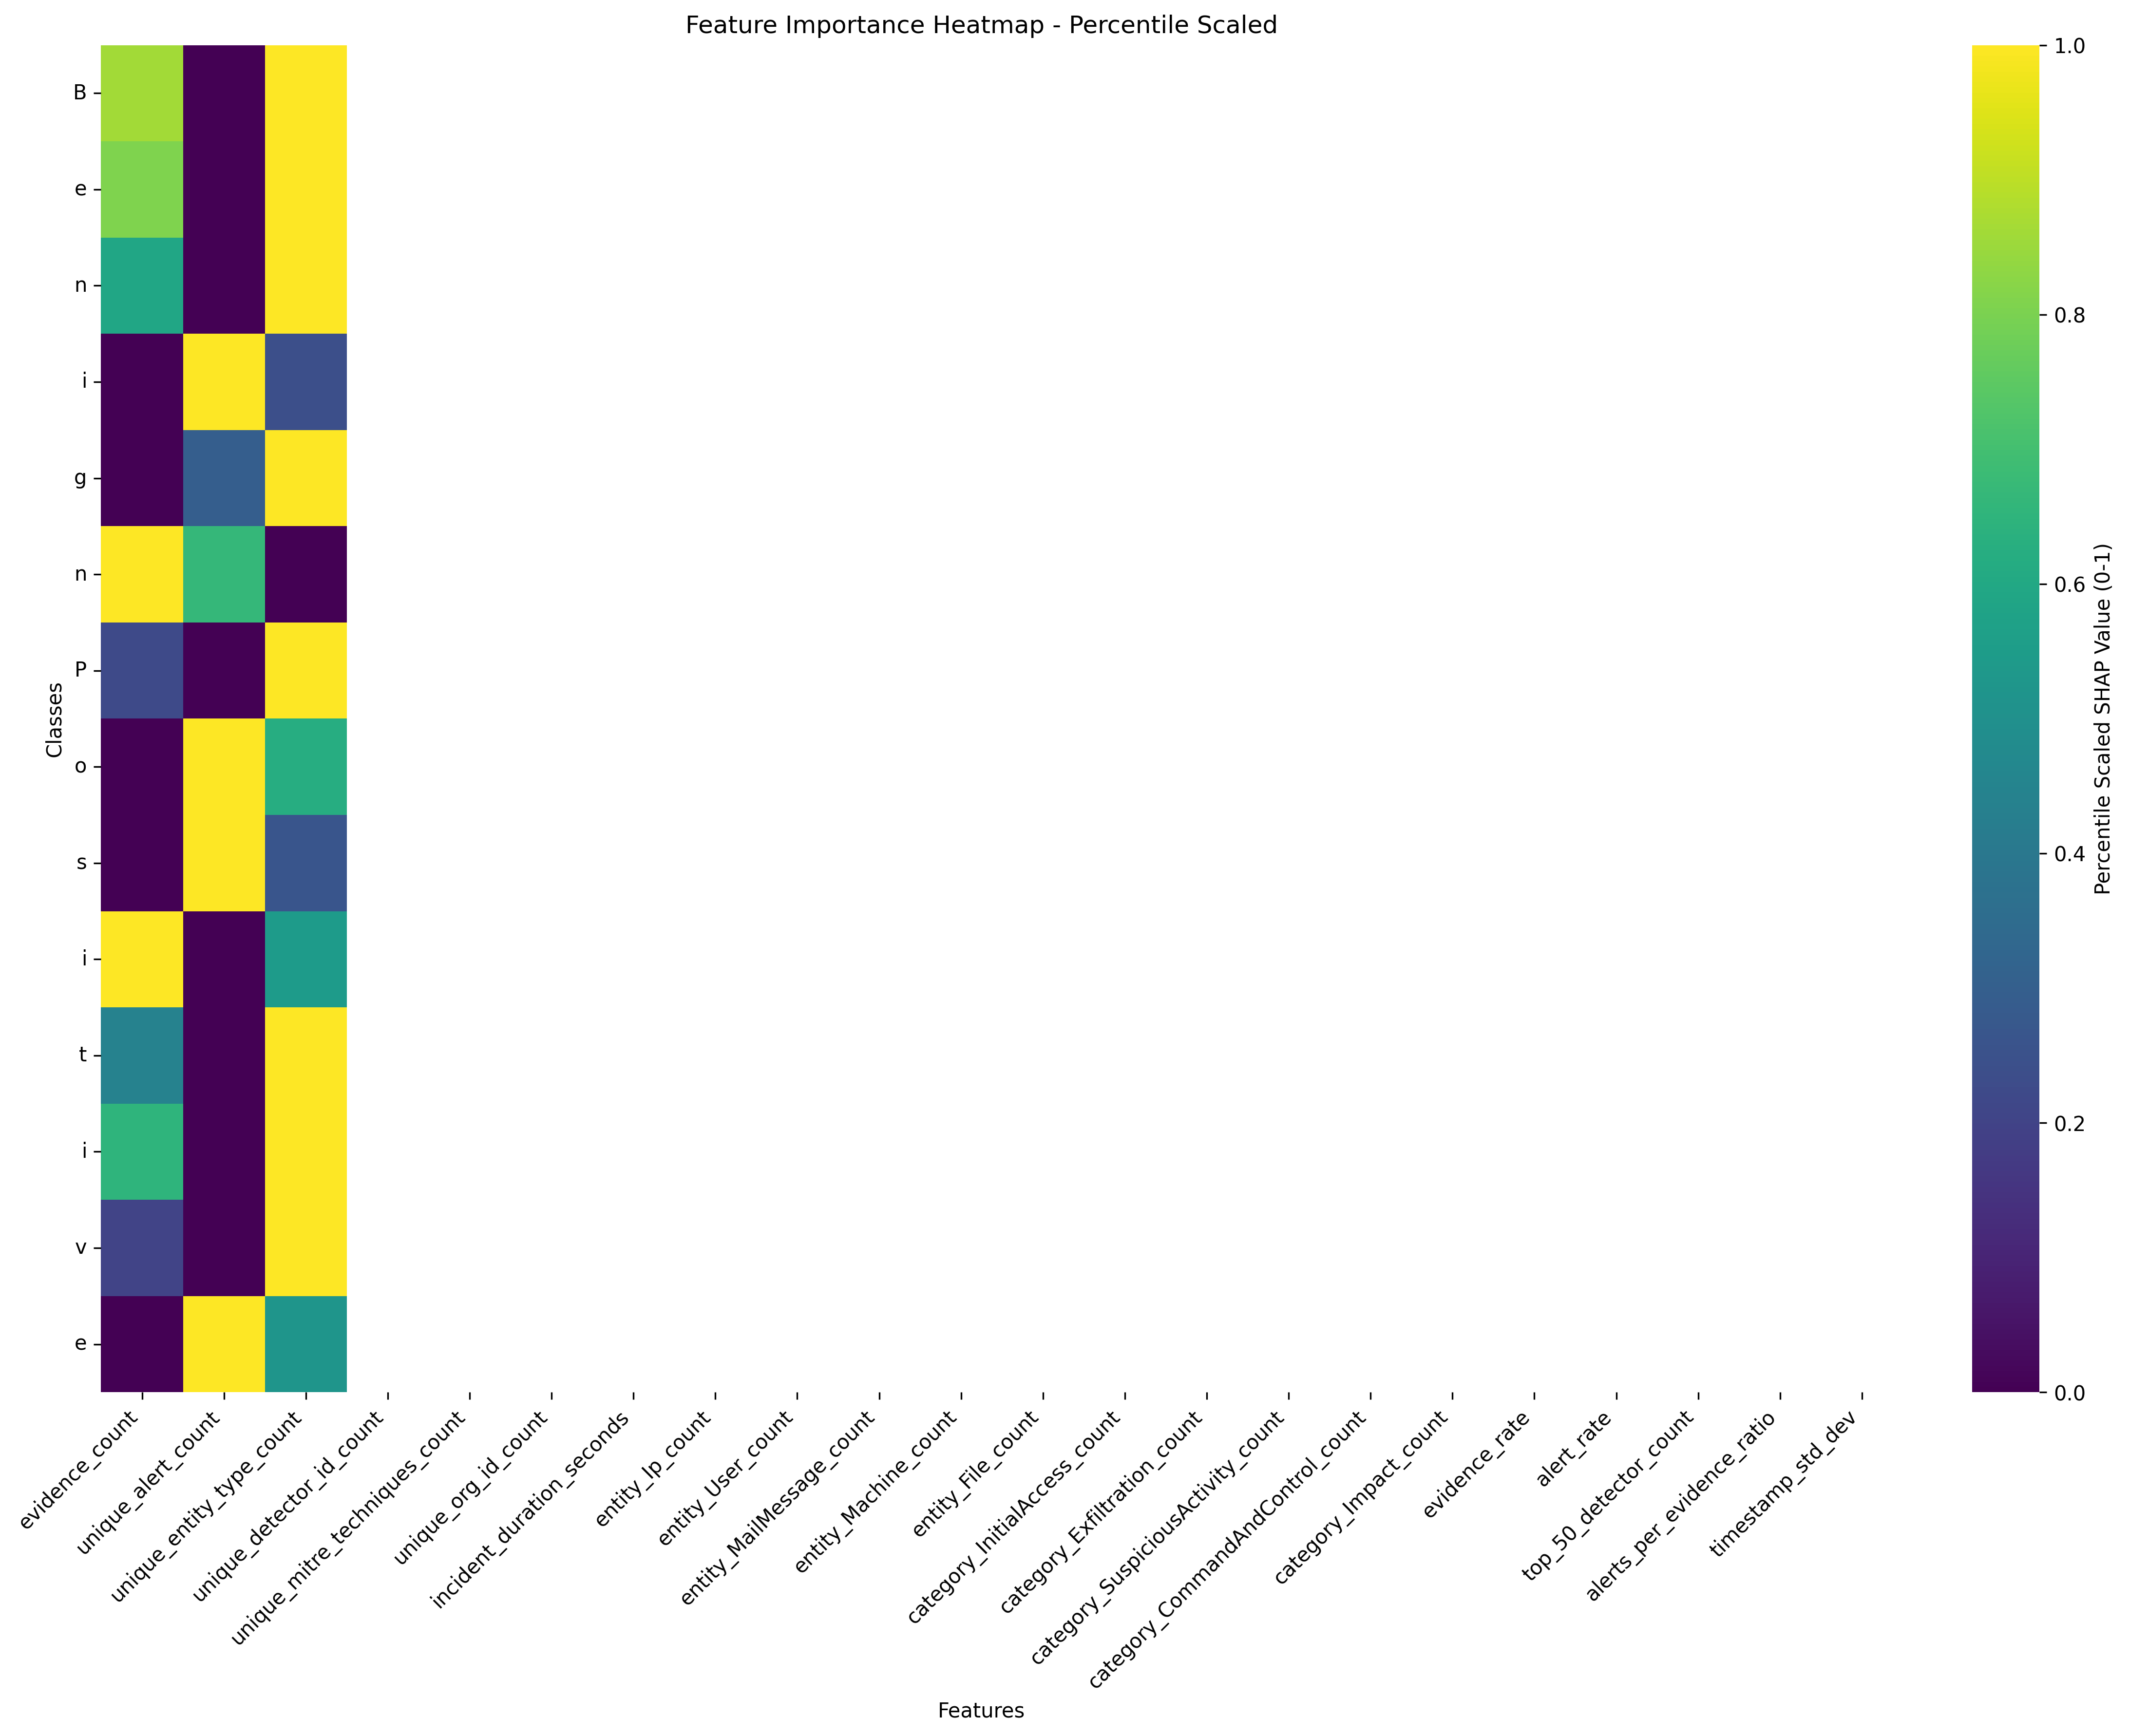 Feature Importance Heatmap - Percentile Scaled
B
e
n
i
g
n
P
o
s
i
t
i
v
e
Classes
evidence_count
unique_alert_count
unique_entity_type_count
unique_detector_id_count
unique_mitre_techniques_count
unique_org_id_count
incident_duration_seconds
entity_Ip_count
entity_User_count
entity_MailMessage_count
entity_Machine_count
entity_File_count
category_InitialAccess_count
category_Exfiltration_count
category_SuspiciousActivity_count
category_CommandAndControl_count
category_Impact_count
evidence_rate
alert_rate
top_50_detector_count
alerts_per_evidence_ratio
timestamp_std_dev
Features
1.0
0.8
0.6
0.4
0.2
0.0
Percentile Scaled SHAP Value (0-1)